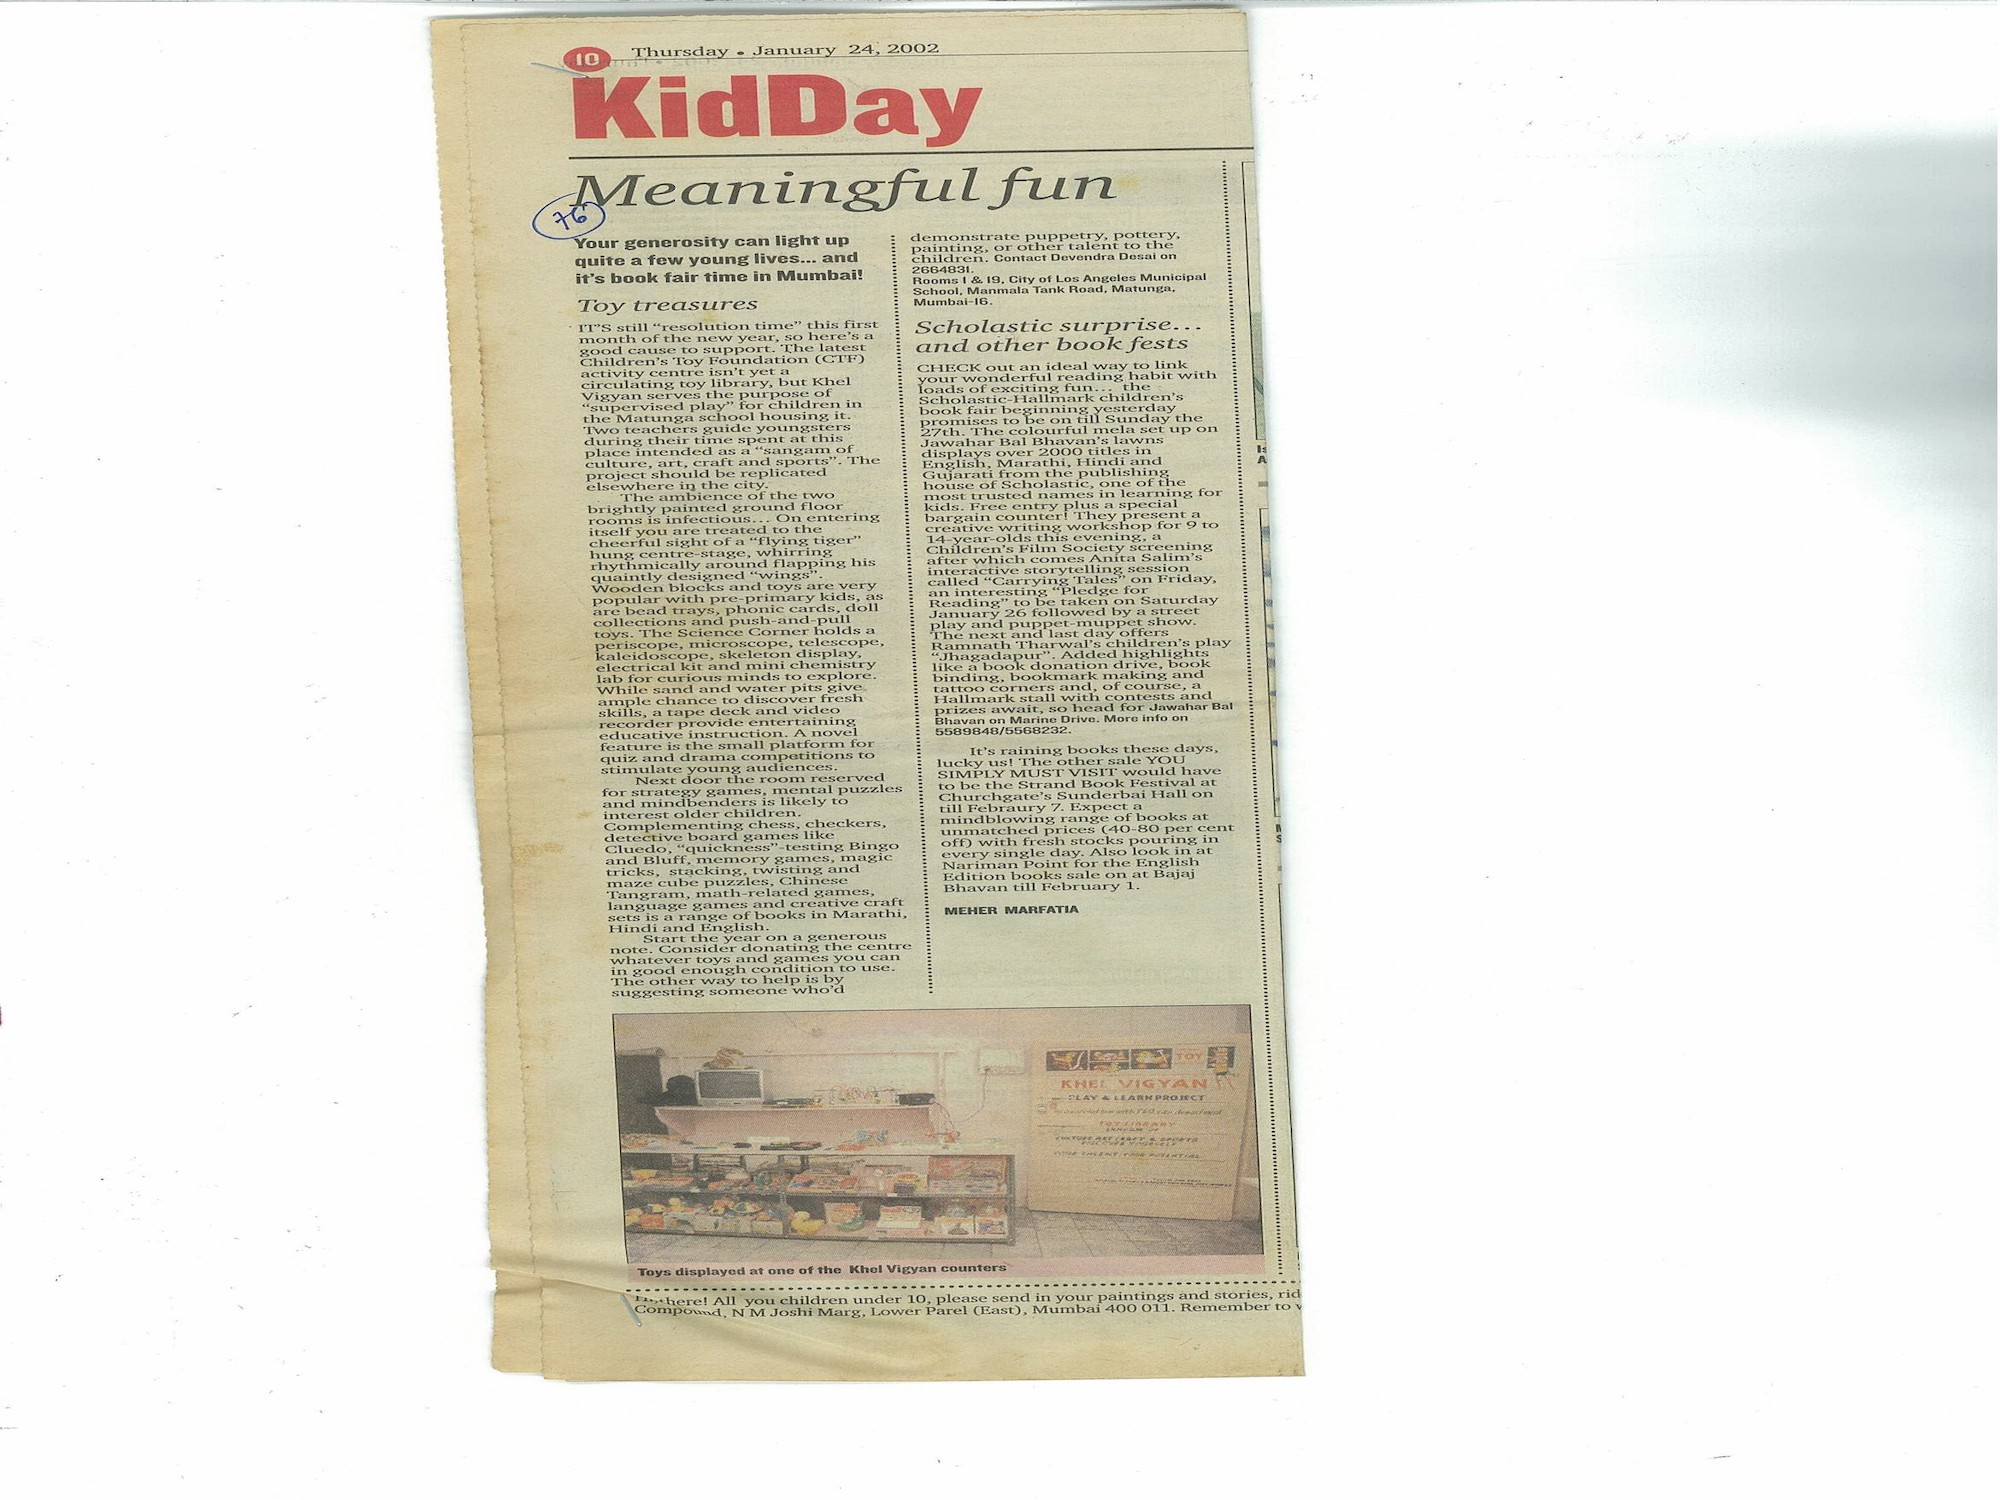 10 Thursday • January 24, 2002
KidDay
Meaningful fun
76
Your generosity can light up
quite a few young lives... and
it's book fair time in Mumbai!
Toy treasures
IT'S still "resolution time" this first
month of the new year, so here's a
good cause to support. The latest
Children's Toy Foundation (CTF)
activity centre isn't yet a
circulating toy library, but Khel
Vigyan serves the purpose of
"supervised play" for children in
the Matunga school housing it.
Two teachers guide youngsters
during their time spent at this
place intended as a "sangam of
culture, art, craft and sports". The
project should be replicated
elsewhere in the city.
The ambience of the two
brightly painted ground floor
rooms is infectious... On entering
itself you are treated to the
cheerful sight of a "flying tiger"
hung centre-stage, whirring
rhythmically around flapping his
quaintly designed "wings".
Wooden blocks and toys are very
popular with pre-primary kids, as
are bead trays, phonic cards, doll
collections and push-and-pull
toys. The Science Corner holds a
periscope, microscope, telescope,
kaleidoscope, skeleton display,
electrical kit and mini chemistry
lab for curious minds to explore.
While sand and water pits give
ample chance to discover fresh
skills, a tape deck and video
recorder provide entertaining
educative instruction. A novel
feature is the small platform for
quiz and drama competitions to
stimulate young audiences.
Next door the room reserved
for strategy games, mental puzzles
and mindbenders is likely to
interest older children.
Complementing chess, checkers,
detective board games like
Cluedo, "quickness"-testing Bingo
and Bluff, memory games, magic
tricks, stacking, twisting and
maze cube puzzles, Chinese
Tangram, math-related games,
language games and creative craft
sets is a range of books in Marathi,
Hindi and English.
Start the year on a generous
note. Consider donating the centre
whatever toys and games you can
in good enough condition to use.
The other way to help is by
suggesting someone who'd
demonstrate puppetry, pottery,
painting, or other talent to the
children. Contact Devendra Desai on
2664831.
Rooms 1 & 19, City of Los Angeles Municipal
School, Manmala Tank Road, Matunga,
Mumbai-16.
Scholastic surprise...
and other book fests
CHECK out an ideal way to link
your wonderful reading habit with
loads of exciting fun... the
Scholastic-Hallmark children's
book fair beginning yesterday
promises to be on till Sunday the
27th. The colourful mela set up on
Jawahar Bal Bhavan's lawns
displays over 2000 titles in
English, Marathi, Hindi and
Gujarati from the publishing
house of Scholastic, one of the
most trusted names in learning for
kids. Free entry plus a special
bargain counter! They present a
creative writing workshop for 9 to
14-year-olds this evening, a
Children's Film Society screening
after which comes Anita Salim's
interactive storytelling session
called "Carrying Tales" on Friday,
an interesting "Pledge for
Reading" to be taken on Saturday
January 26 followed by a street
play and puppet-muppet show.
The next and last day offers
Ramnath Tharwal's children's play
"Jhagadapur". Added highlights
like a book donation drive, book
binding, bookmark making and
tattoo corners and, of course, a
Hallmark stall with contests and
prizes await, so head for Jawahar Bal
Bhavan on Marine Drive. More info on
5589848/5568232.
It's raining books these days,
lucky us! The other sale YOU
SIMPLY MUST VISIT would have
to be the Strand Book Festival at
Churchgate's Sunderbai Hall on
till Febraury 7. Expect a
mindblowing range of books at
unmatched prices (40-80 per cent
off) with fresh stocks pouring in
every single day. Also look in at
Nariman Point for the English
Edition books sale on at Bajaj
Bhavan till February 1.
MEHER MARFATIA
TOY
KHEL VIGYAN
PLAY & LEARN PROJECT
TOY LIBRARY
CULTURE ART CRAFT & SPORTS
DISCOVER YOURSELF
YOUR TALENT YOUR POTENTIAL
Toys displayed at one of the Khel Vigyan counters
there! All you children under 10, please send in your paintings and stories, rid
Compound, N M Joshi Marg, Lower Parel (East), Mumbai 400 011. Remember to w